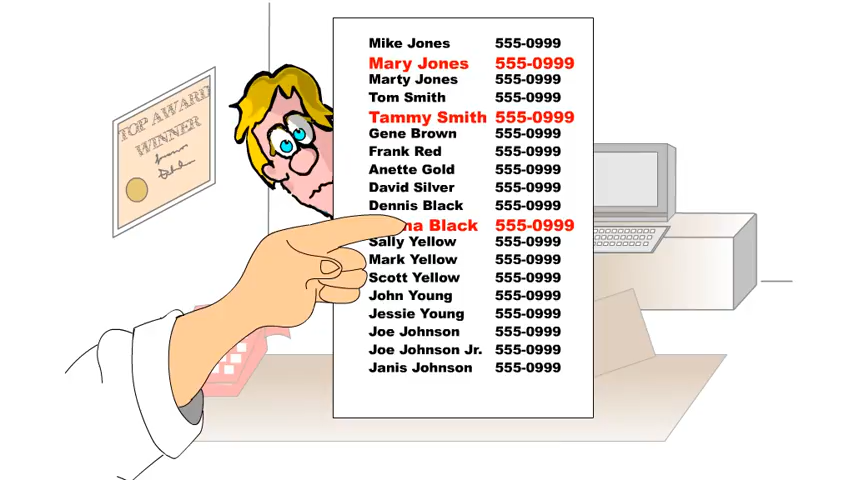 TOP AWARD
WINNER
Mike Jones 555-0999
Mary Jones 555-0999
Marty Jones 555-0999
Tom Smith 555-0999
Tammy Smith 555-0999
Gene Brown 555-0999
Frank Red 555-0999
Anette Gold 555-0999
David Silver 555-0999
Dennis Black 555-0999
Black 555-0999
Sally Yellow 555-0999
Mark Yellow 555-0999
Scott Yellow 555-0999
John Young 555-0999
Jessie Young 555-0999
Joe Johnson 555-0999
Joe Johnson Jr. 555-0999
Janis Johnson 555-0999